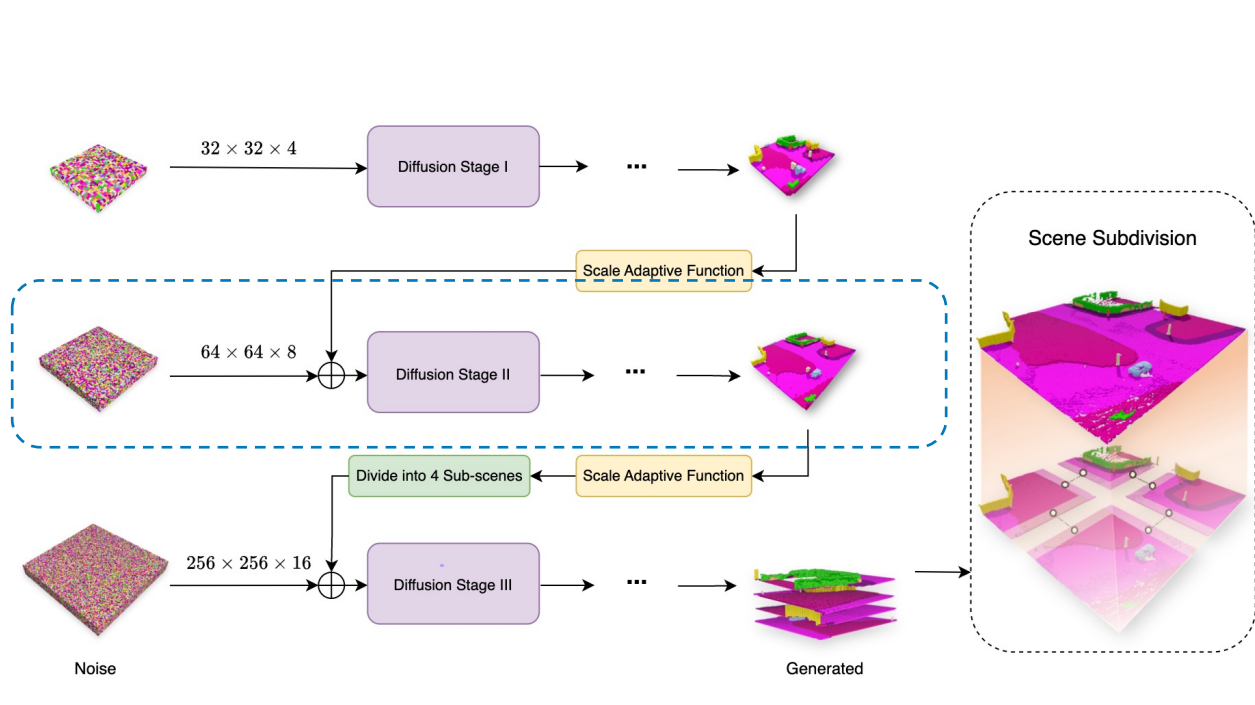 32 × 32 × 4
Diffusion Stage I
...
Scale Adaptive Function
Scene Subdivision
64 × 64 × 8
Diffusion Stage II
...
Divide into 4 Sub-scenes
Scale Adaptive Function
256 × 256 × 16
Diffusion Stage III
...
Noise
Generated